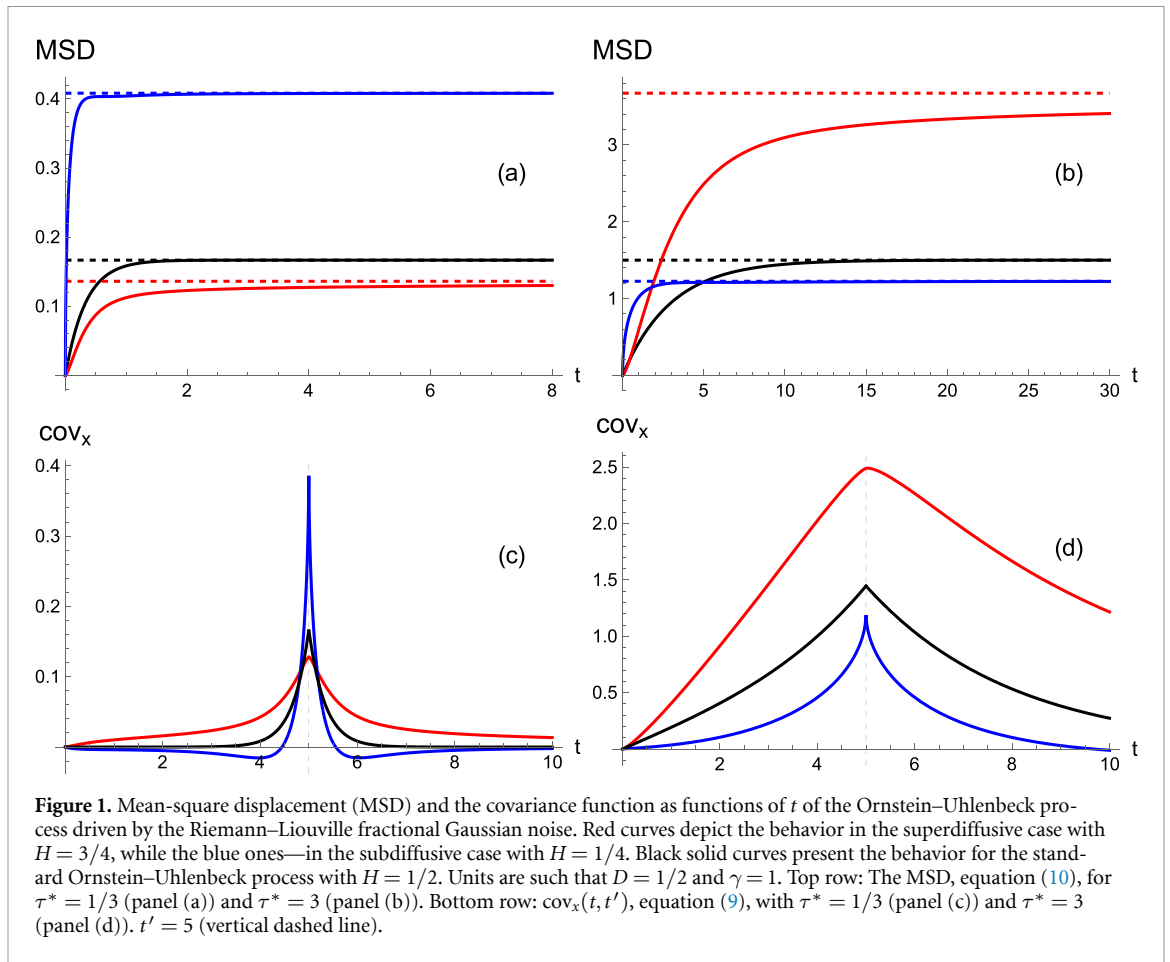 MSD
MSD
0.4
0.3
0.2
0.1
(a)
2
4
6
8
t
3
2
1
(b)
5
10
15
20
25
30
t
cov_x
0.4
0.3
0.2
0.1
(c)
2
4
6
8
10
t
cov_x
2.5
2.0
1.5
1.0
0.5
(d)
2
4
6
8
10
t
Figure 1. Mean-square displacement (MSD) and the covariance function as functions of t of the Ornstein–Uhlenbeck pro-
cess driven by the Riemann–Liouville fractional Gaussian noise. Red curves depict the behavior in the superdiffusive case with
H = 3/4, while the blue ones—in the subdiffusive case with H = 1/4. Black solid curves present the behavior for the stand-
ard Ornstein–Uhlenbeck process with H = 1/2. Units are such that D = 1/2 and γ = 1. Top row: The MSD, equation (10), for
τ* = 1/3 (panel (a)) and τ* = 3 (panel (b)). Bottom row: cov_x(t, t′), equation (9), with τ* = 1/3 (panel (c)) and τ* = 3
(panel (d)). t′ = 5 (vertical dashed line).